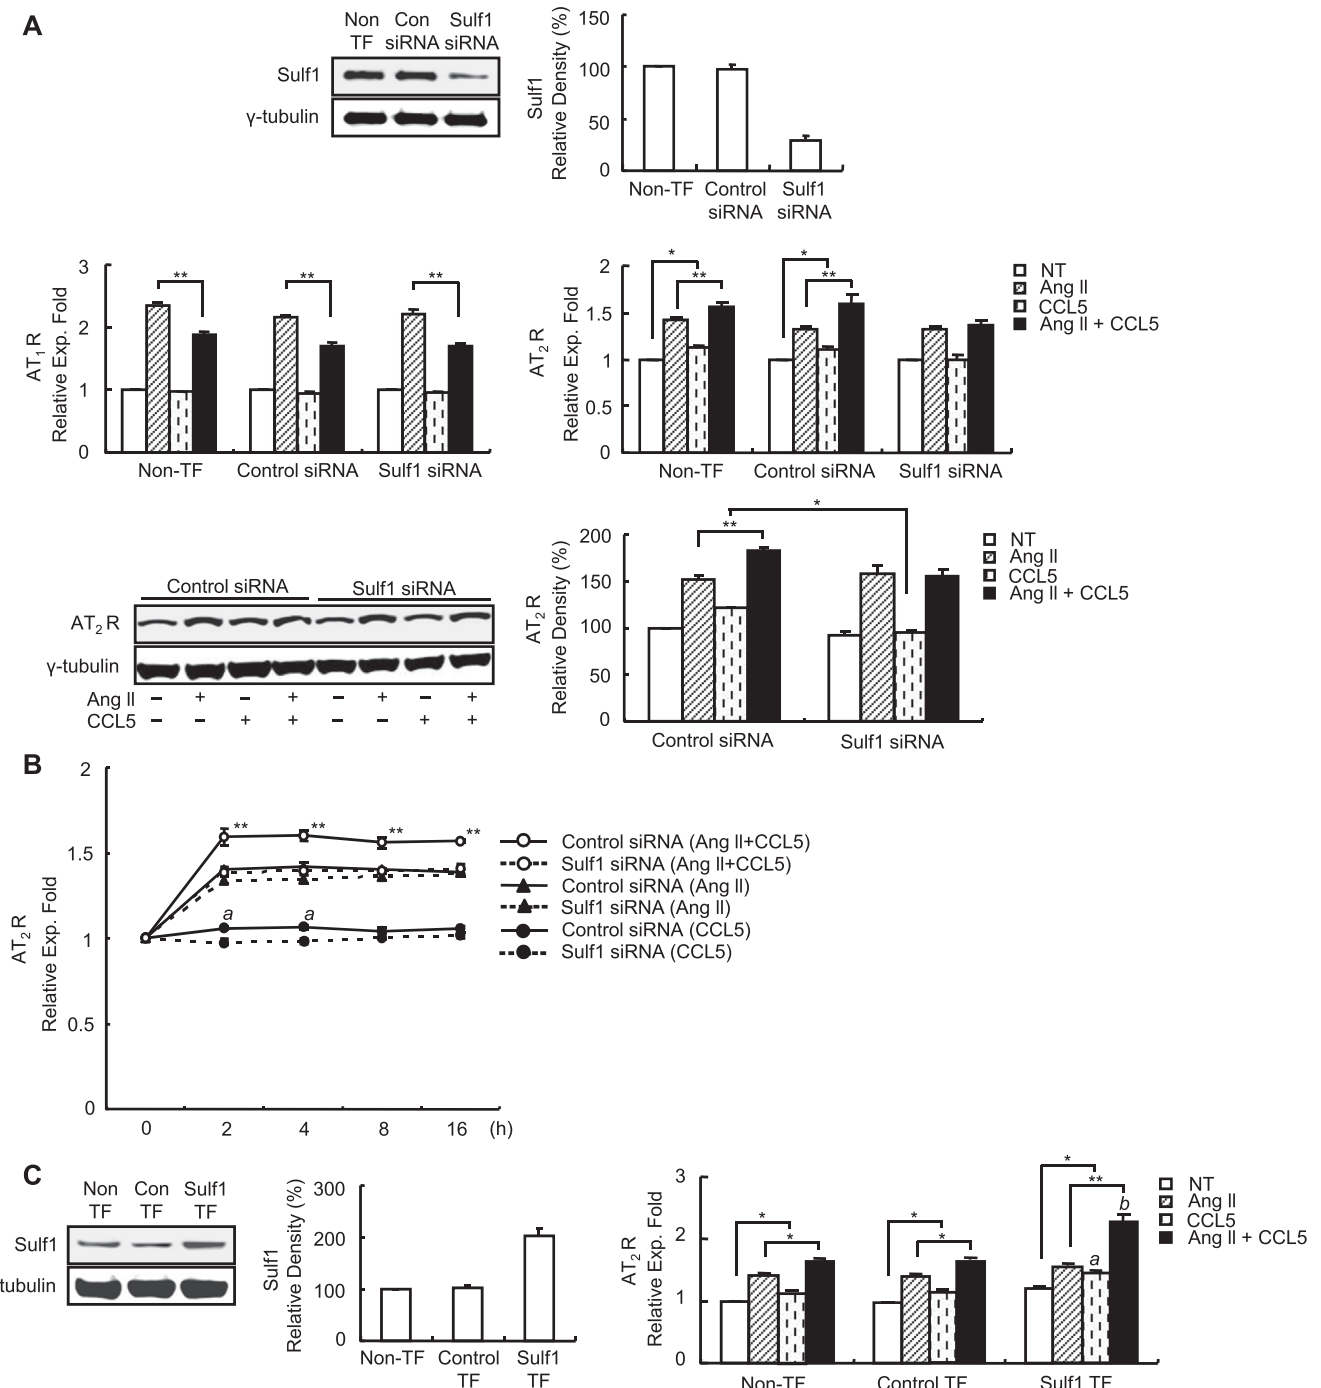 A
Non Con Sulf1
TF siRNA siRNA
Sulf1
γ-tubulin
Sulf1
Relative Density (%)
150
100
50
0
Non-TF Control Sulf1
siRNA siRNA
AT1 R
Relative Exp. Fold
3
2
1
0
** ** **
Non-TF Control siRNA Sulf1 siRNA
AT2 R
Relative Exp. Fold
2
1.5
1
0.5
0
* *
** **
Non-TF Control siRNA Sulf1 siRNA
NT
Ang II
CCL5
Ang II + CCL5
Control siRNA Sulf1 siRNA
AT2 R
γ-tubulin
Ang II − + − + − + − +
CCL5 − − + + − − + +
AT2 R
Relative Density (%)
200
150
100
50
0
*
**
Control siRNA Sulf1 siRNA
NT
Ang II
CCL5
Ang II + CCL5
B
AT2 R
Relative Exp. Fold
2
1.5
1
0.5
0
** ** ** **
a a
0 2 4 8 16 (h)
Control siRNA (Ang II+CCL5)
Sulf1 siRNA (Ang II+CCL5)
Control siRNA (Ang II)
Sulf1 siRNA (Ang II)
Control siRNA (CCL5)
Sulf1 siRNA (CCL5)
C
Non Con Sulf1
TF TF TF
Sulf1
tubulin
Sulf1
Relative Density (%)
300
200
100
0
Non-TF Control Sulf1
TF TF
AT2 R
Relative Exp. Fold
3
2
1
0
* * *
* * **
a b
Non-TF Control TF Sulf1 TF
NT
Ang II
CCL5
Ang II + CCL5